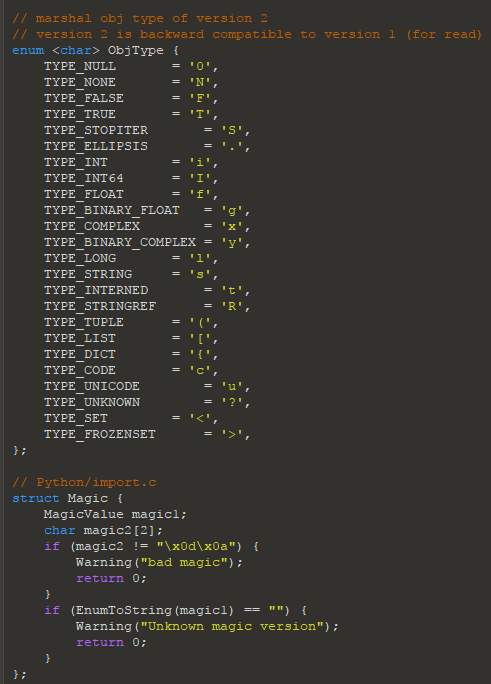 // marshal obj type of version 2
// version 2 is backward compatible to version 1 (for read)
enum <char> ObjType {
    TYPE_NULL       = '0',
    TYPE_NONE       = 'N',
    TYPE_FALSE      = 'F',
    TYPE_TRUE       = 'T',
    TYPE_STOPITER       = 'S',
    TYPE_ELLIPSIS       = '.',
    TYPE_INT        = 'i',
    TYPE_INT64      = 'I',
    TYPE_FLOAT      = 'f',
    TYPE_BINARY_FLOAT   = 'g',
    TYPE_COMPLEX        = 'x',
    TYPE_BINARY_COMPLEX = 'y',
    TYPE_LONG       = 'l',
    TYPE_STRING     = 's',
    TYPE_INTERNED       = 't',
    TYPE_STRINGREF      = 'R',
    TYPE_TUPLE      = '(',
    TYPE_LIST       = '[',
    TYPE_DICT       = '{',
    TYPE_CODE       = 'c',
    TYPE_UNICODE        = 'u',
    TYPE_UNKNOWN        = '?',
    TYPE_SET        = '<',
    TYPE_FROZENSET      = '>',
};
// Python/import.c
struct Magic {
    MagicValue magic1;
    char magic2[2];
    if (magic2 != "\x0d\x0a") {
        Warning("bad magic");
        return 0;
    }
    if (EnumToString(magic1) == "") {
        Warning("Unknown magic version");
        return 0;
    }
};